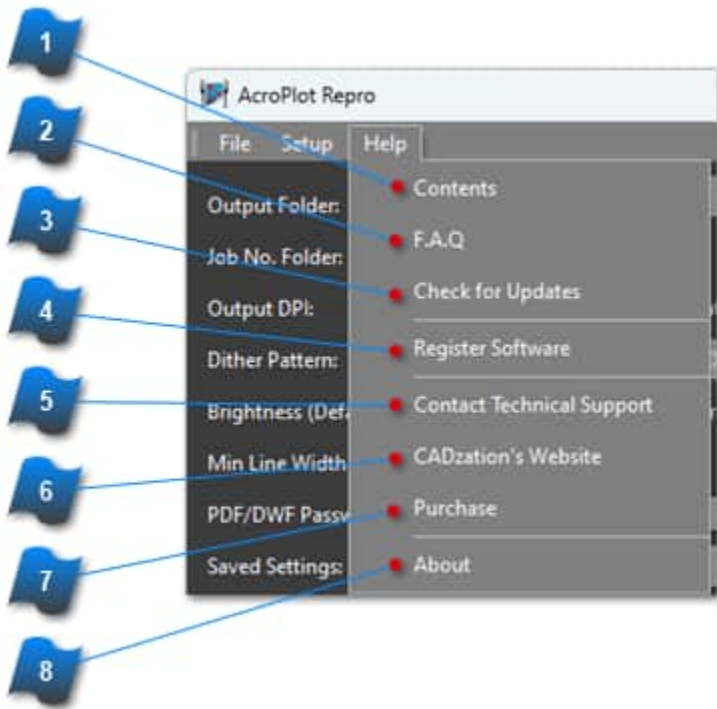 1
AcroPlot Repro
2
File Setup Help
Contents
Output Folder:
3
F.A.Q
Job No. Folder:
Check for Updates
4
Output DPI:
Register Software
Dither Pattern:
5
Contact Technical Support
Brightness (Defa
6
CADzation's Website
Min Line Width
Purchase
PDF/DWF Passw
7
About
Saved Settings:
8